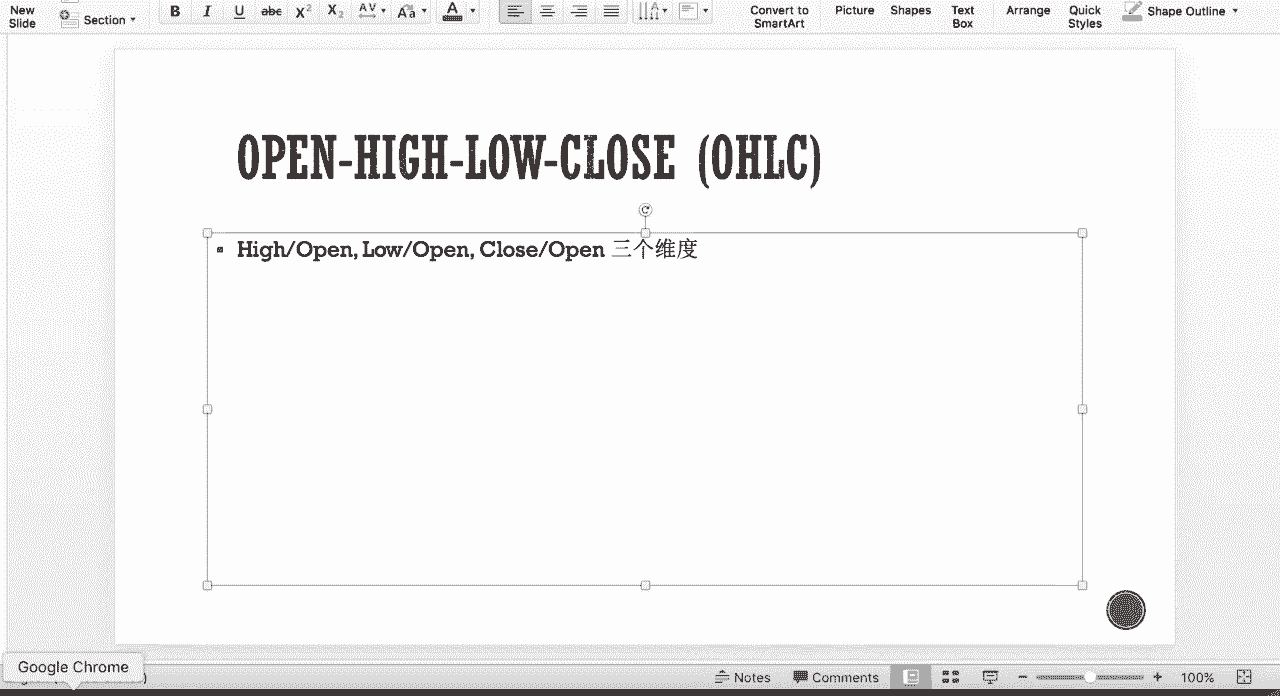 New
Slide
Section
B I U abc X² X₂ AV Aa A
Convert to
SmartArt
Picture
Shapes
Text
Box
Arrange
Quick
Styles
Shape Outline
OPEN-HIGH-LOW-CLOSE (OHLC)
High/Open, Low/Open, Close/Open 三个维度
Google Chrome
Notes
Comments
100%